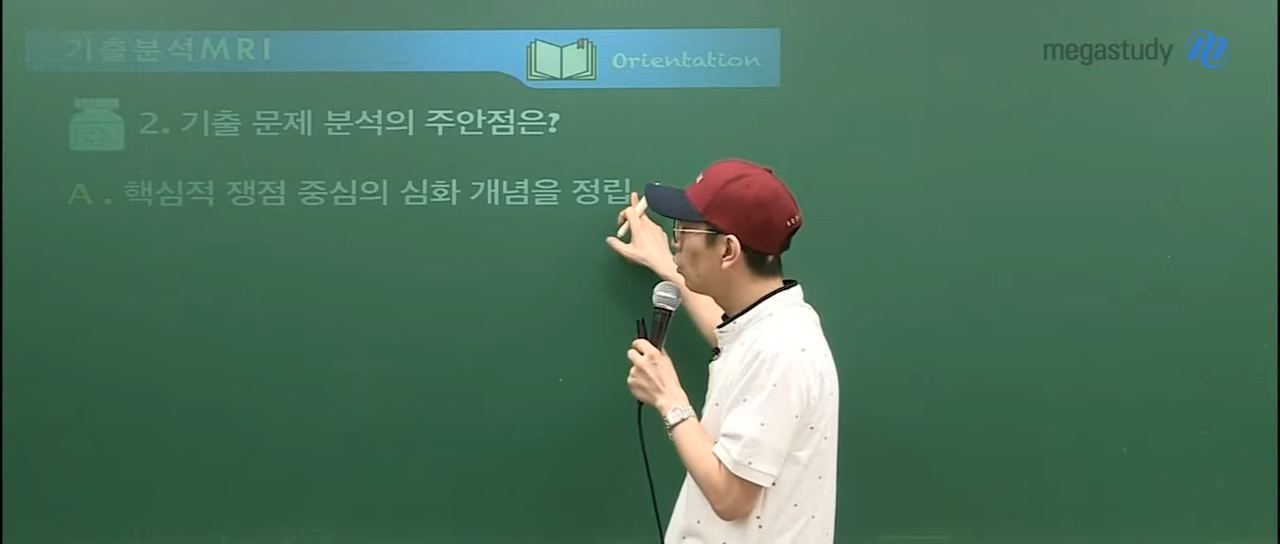 기출분석MRI
Orientation
megastudy
2. 기출 문제 분석의 주안점은?
A . 핵심적 쟁점 중심의 심화 개념을 정립